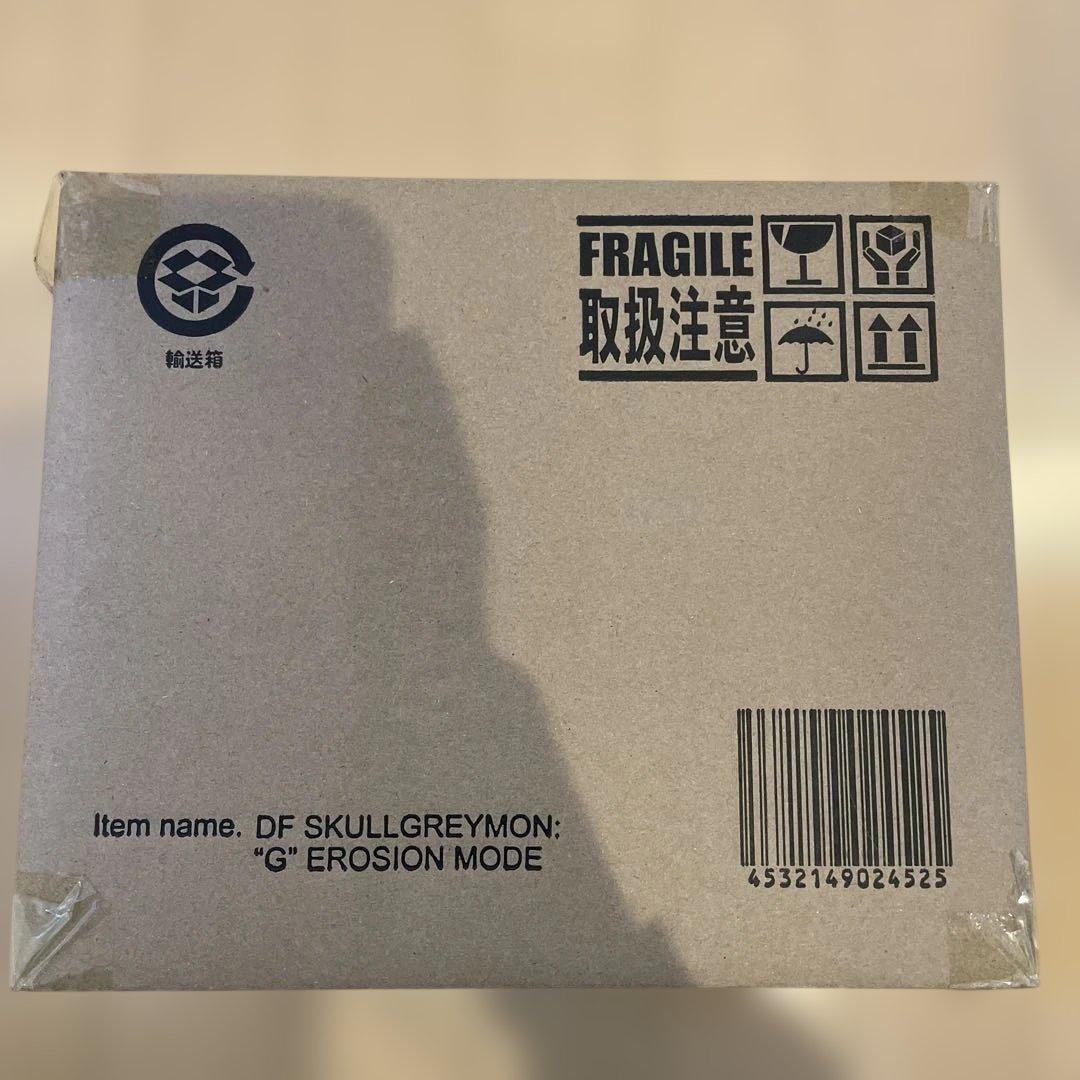 輸送箱
FRAGILE
取扱注意
Item name. DF SKULLGREYMON:
“G” EROSION MODE
4532149024525